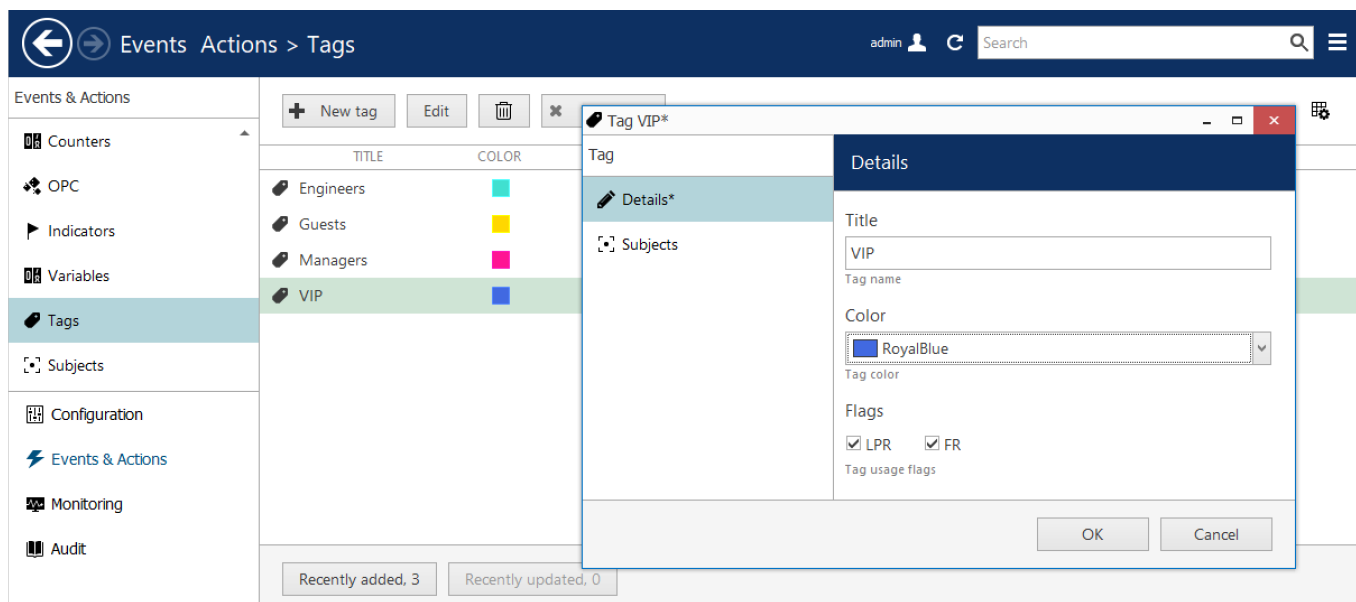 Events  Actions > Tags
admin
Search
Events & Actions
Counters
OPC
Indicators
Variables
Tags
Subjects
Configuration
Events & Actions
Monitoring
Audit
New tag
Edit
TITLE
COLOR
Engineers
Guests
Managers
VIP
Recently added, 3
Recently updated, 0
Tag VIP*
Tag
Details*
Subjects
Details
Title
VIP
Tag name
Color
RoyalBlue
Tag color
Flags
LPR
FR
Tag usage flags
OK
Cancel